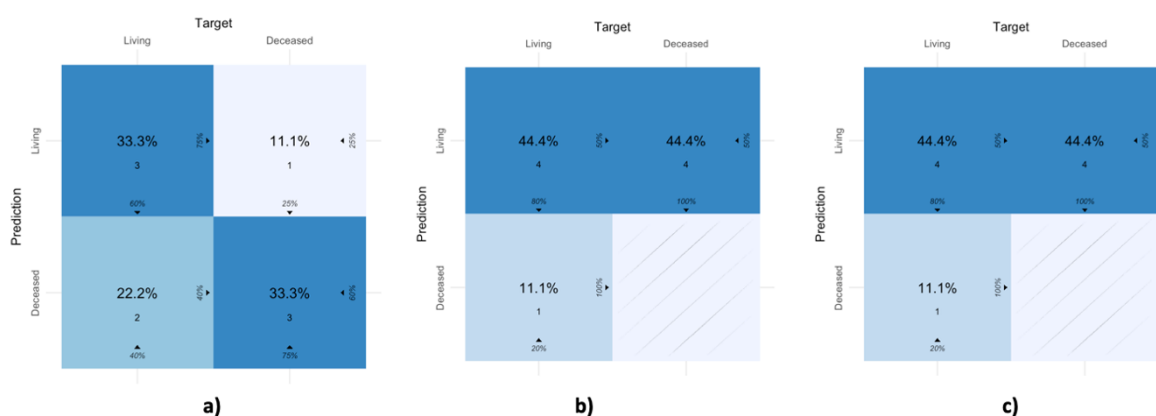 Target
Living Deceased
Prediction
Living
33.3%
3
75%
60%
11.1%
1
25%
25%
Deceased
22.2%
2
40%
40%
33.3%
3
60%
75%
a)
Target
Living Deceased
Prediction
Living
44.4%
4
50%
80%
44.4%
4
50%
100%
Deceased
11.1%
1
100%
20%
b)
Target
Living Deceased
Prediction
Living
44.4%
4
50%
80%
44.4%
4
50%
100%
Deceased
11.1%
1
100%
20%
c)